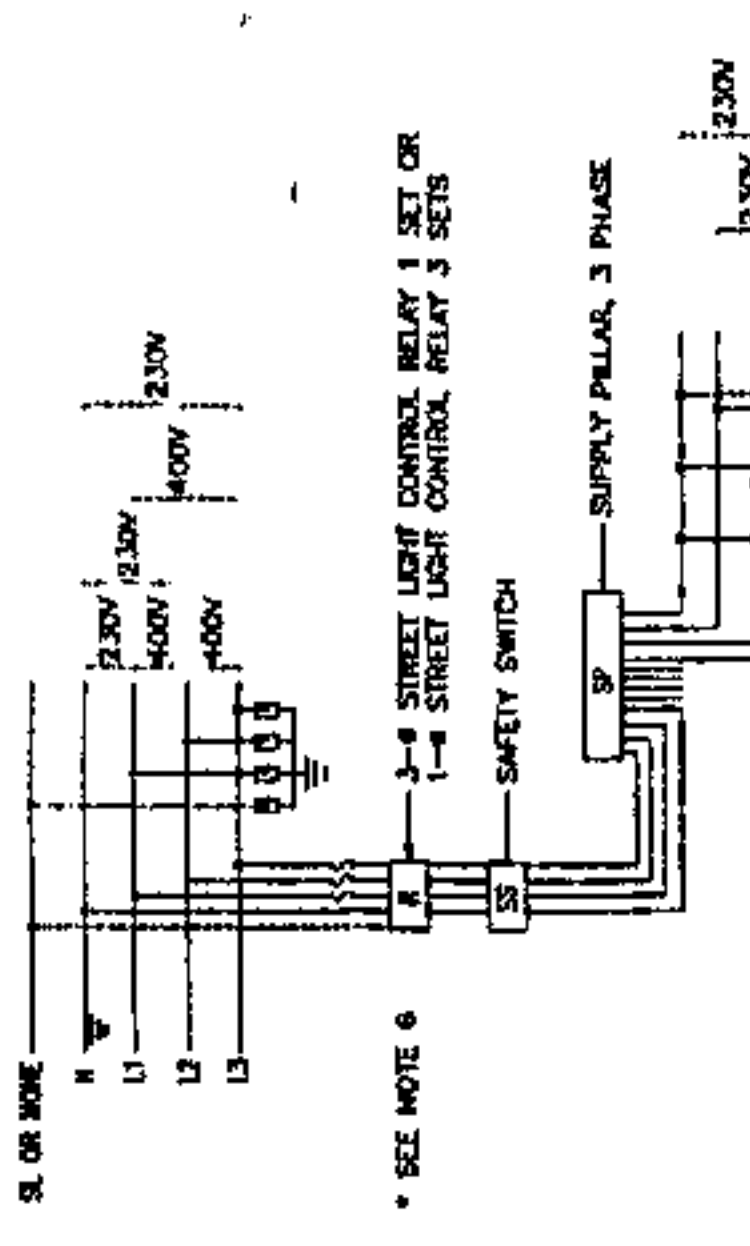 SL OR NONE
N
L1
L2
L3
230V
400V
400V
230V
400V
230V
* SEE NOTE 6
3-ø STREET LIGHT CONTROL RELAY 1 SET OR
1-ø STREET LIGHT CONTROL RELAY 3 SETS
SS
SAFETY SWITCH
SP
SUPPLY PILLAR, 3 PHASE
230V
230V